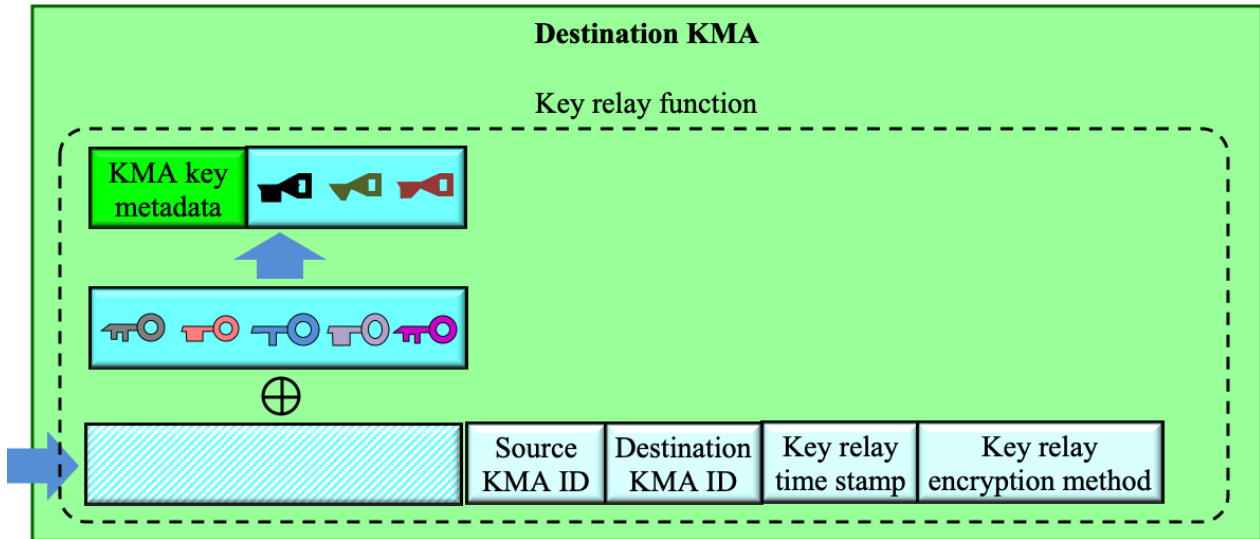 Destination KMA
Key relay function
KMA key
metadata
Source
KMA ID
Destination
KMA ID
Key relay
time stamp
Key relay
encryption method